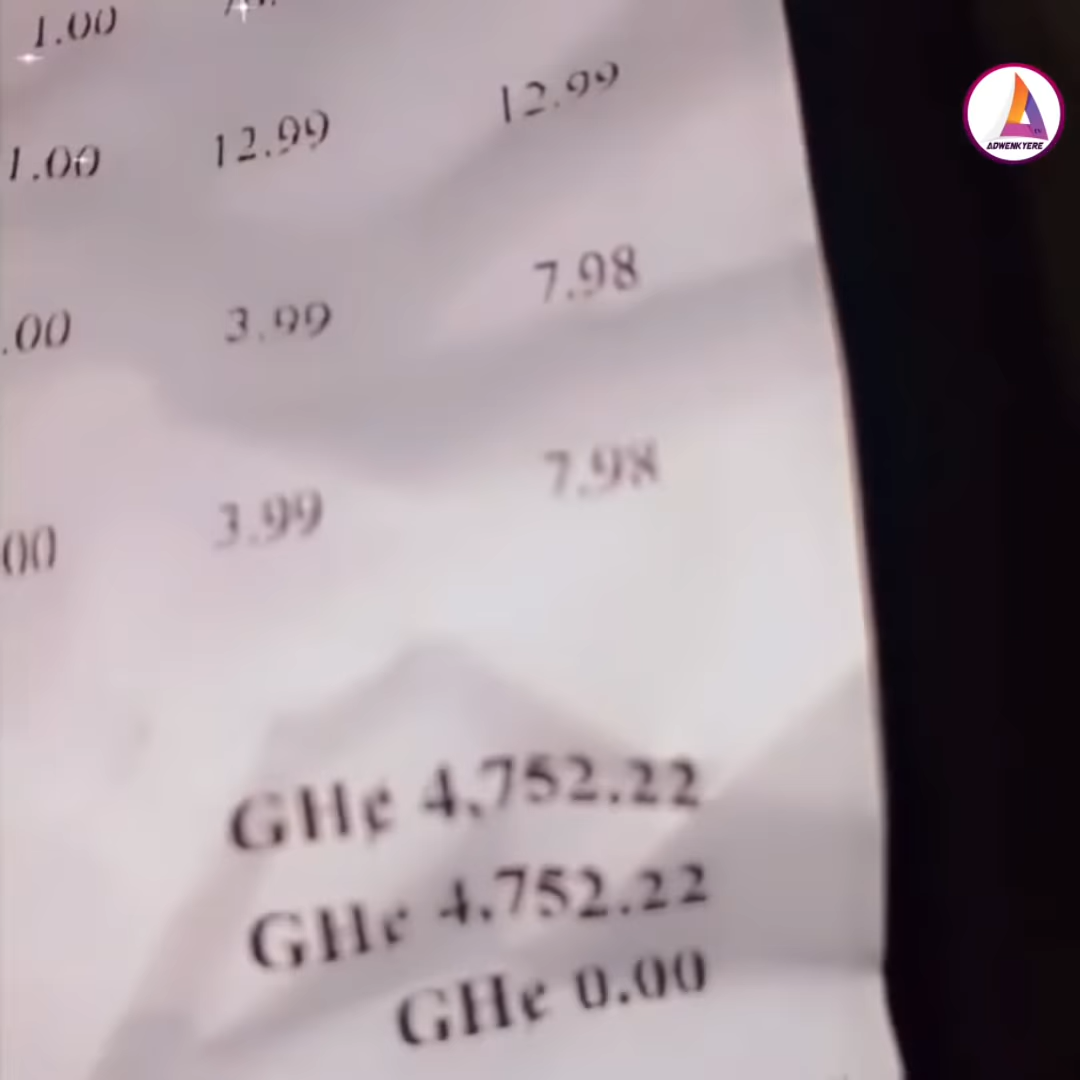 1.00
1.00 12.99 12.99
.00 3.99 7.98
00 3.99 7.98
GH¢ 4,752.22
GH¢ 4,752.22
GH¢ 0.00
ADWENKYERE